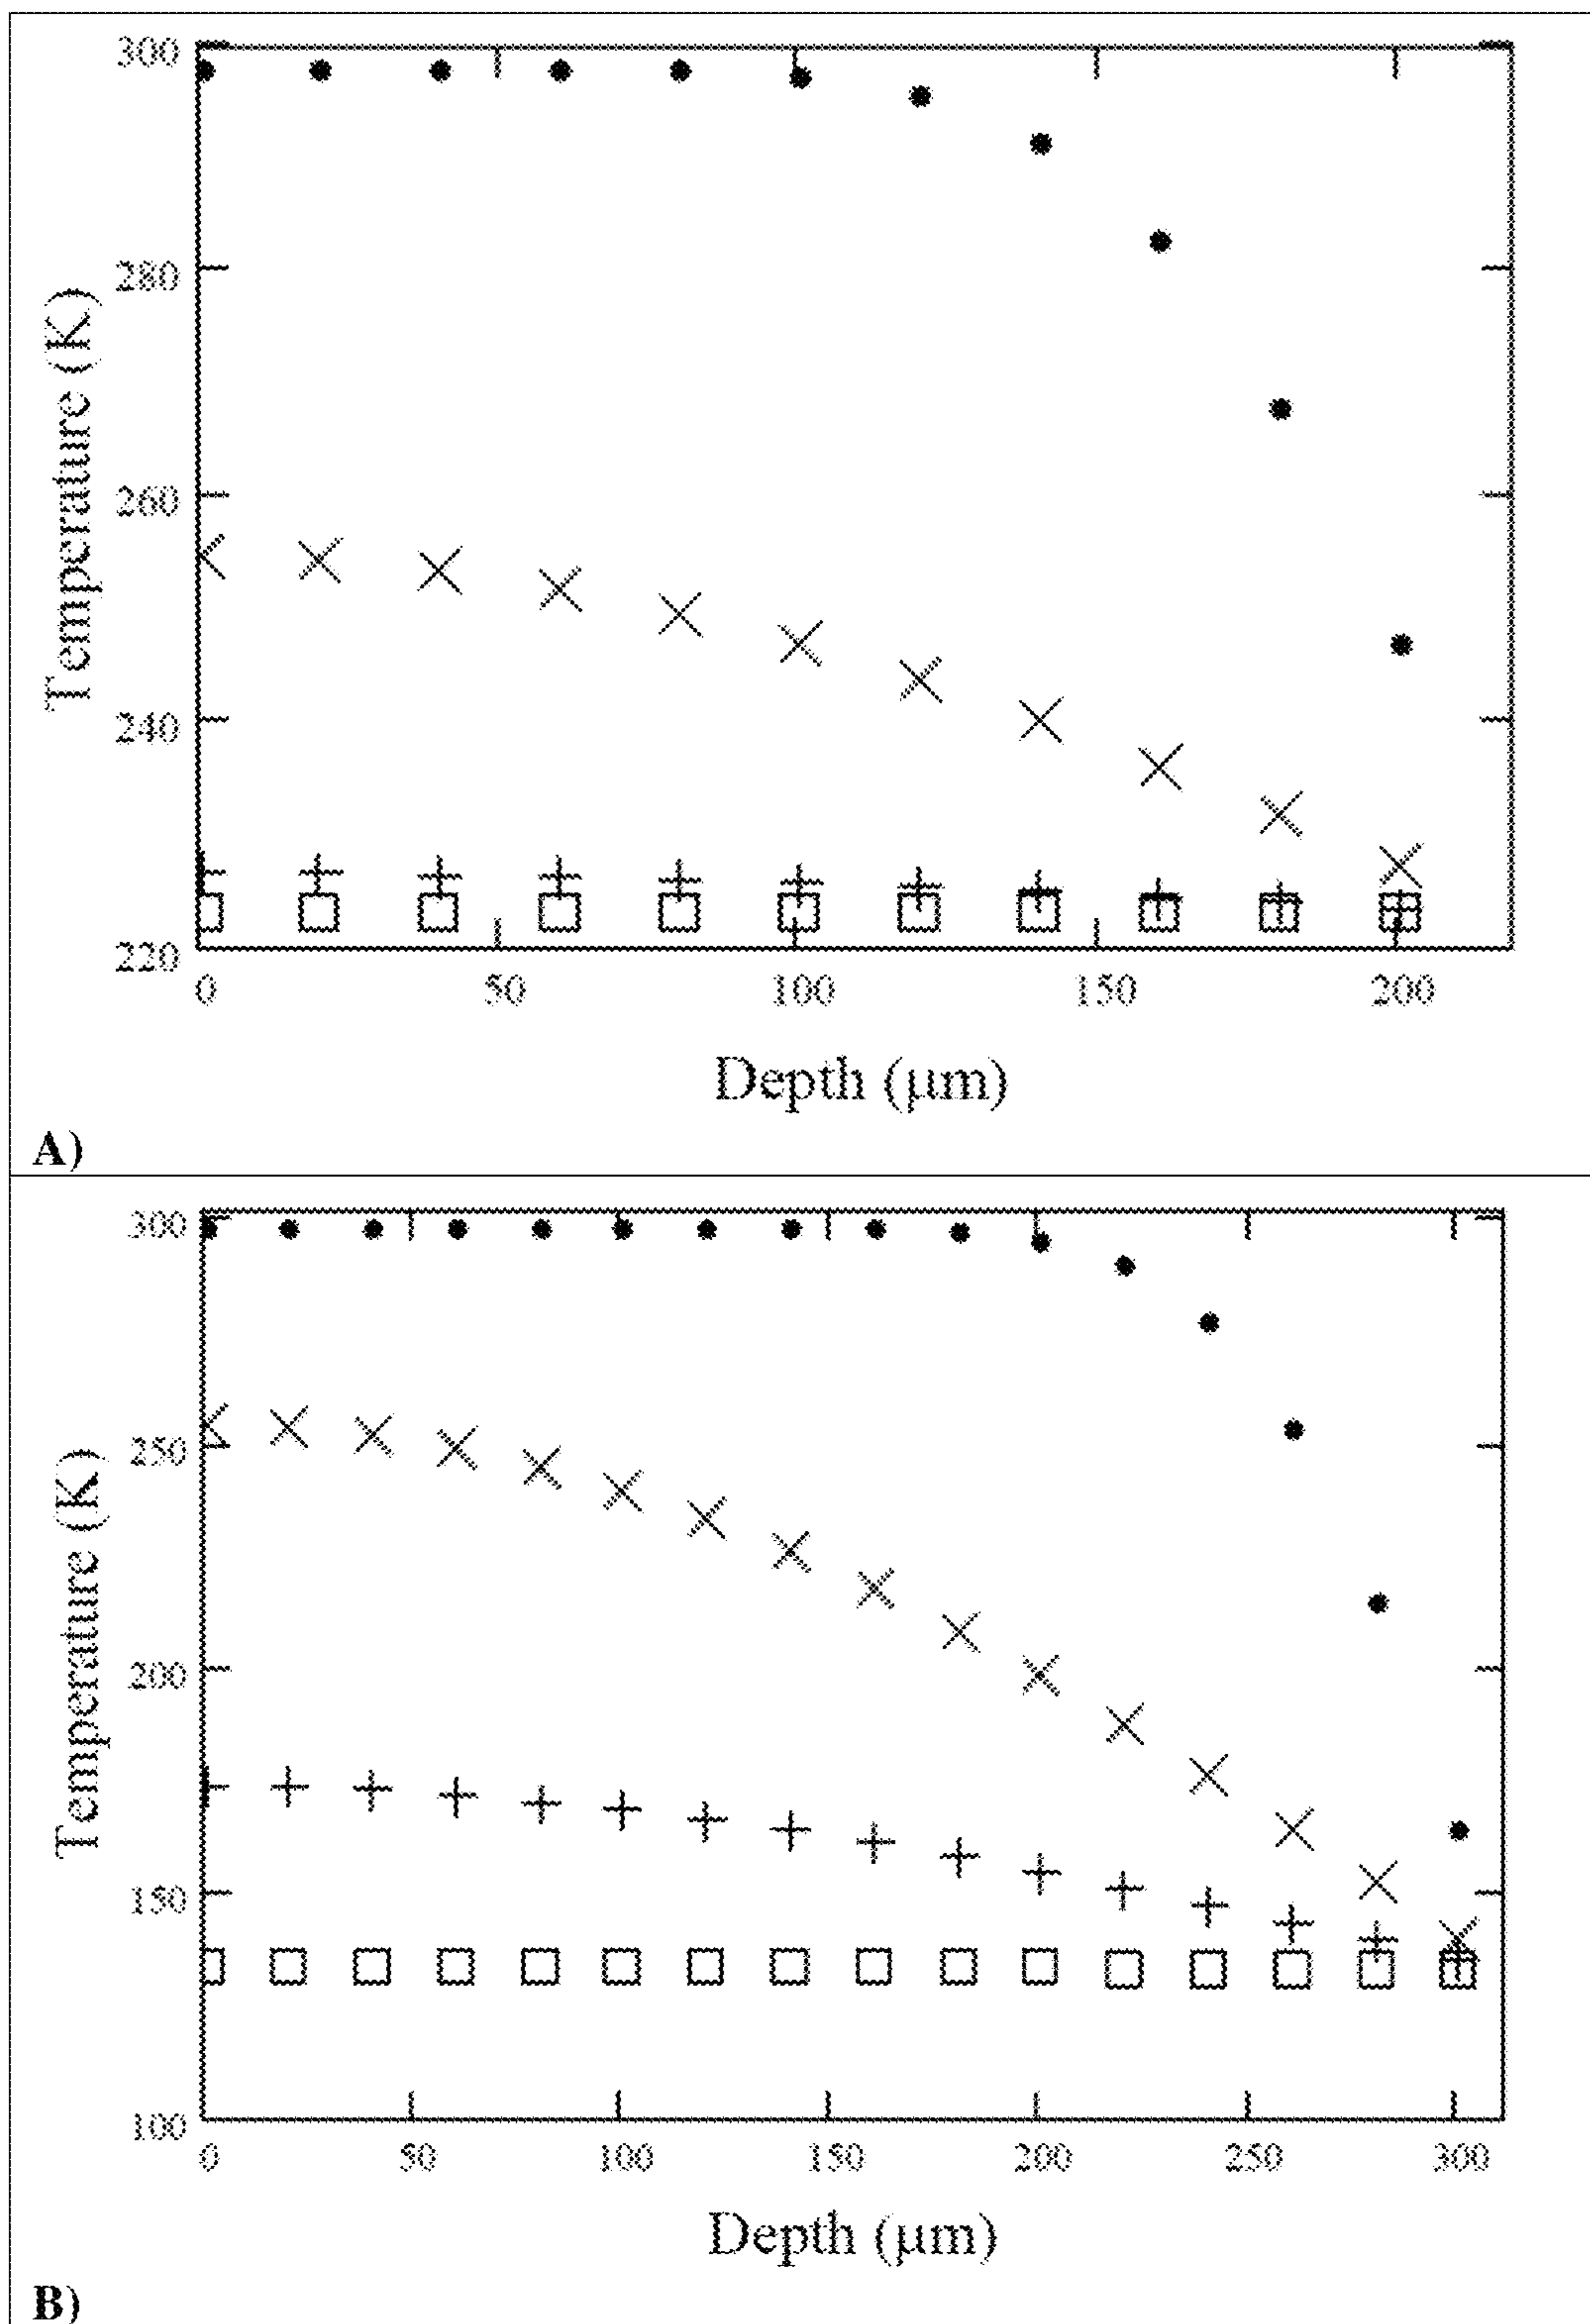 300
280
260
240
220
Temperature (K)
0 50 100 150 200
Depth (μm)
A)
300
250
200
150
100
Temperature (K)
0 50 100 150 200 250 300
Depth (μm)
B)